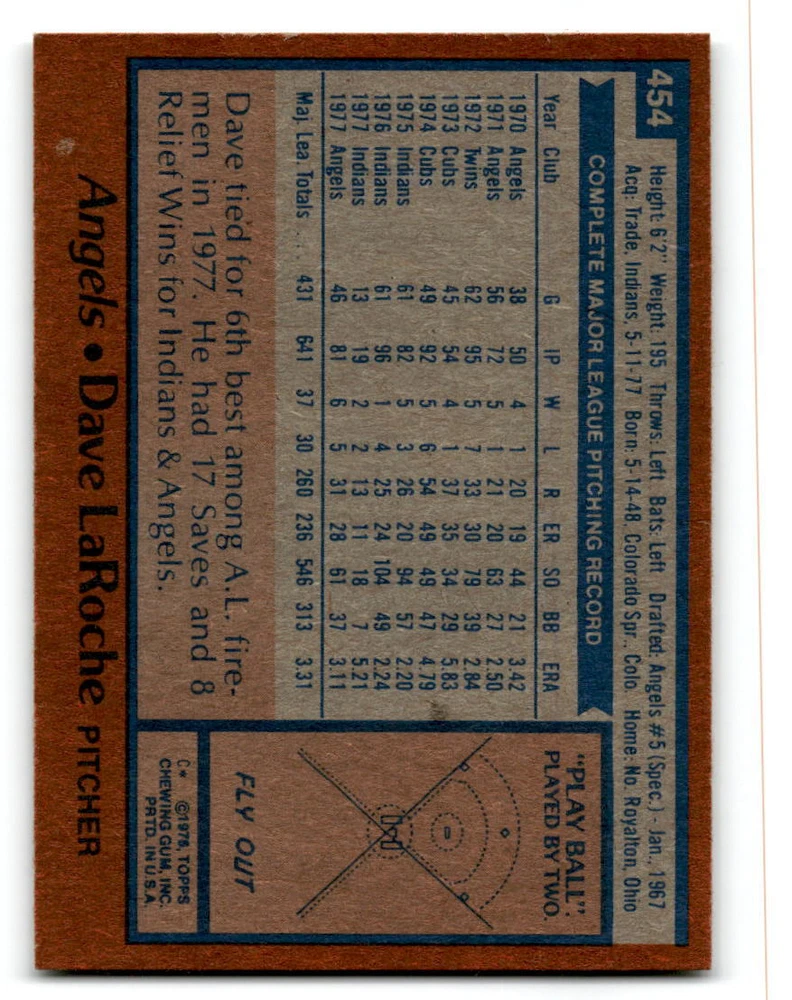 454
Height: 6'2" Weight: 195 Throws: Left Bats: Left Drafted: Angels #5 (Spec.) - Jan., 1967
Acq: Trade, Indians, 5-11-77 Born: 5-14-48, Colorado Spr., Colo. Home: No. Royalton, Ohio
COMPLETE MAJOR LEAGUE PITCHING RECORD
Year Club G IP W L R ER SO BB ERA
1970 Angels 38 50 4 1 20 19 44 21 3.42
1971 Angels 56 72 5 1 21 20 63 27 2.50
1972 Twins 62 95 5 7 33 30 79 39 2.84
1973 Cubs 45 54 4 1 37 35 34 29 5.83
1974 Cubs 49 92 5 6 54 49 49 47 4.79
1975 Indians 61 82 5 3 26 20 94 57 2.20
1976 Indians 61 96 1 4 25 24 104 49 2.24
1977 Indians 13 19 2 2 13 11 18 7 5.21
1977 Angels 46 81 6 5 31 28 61 37 3.11
Maj. Lea. Totals ... 431 641 37 30 260 236 546 313 3.31
Dave tied for 6th best among A.L. fire-
men in 1977. He had 17 Saves and 8
Relief Wins for Indians & Angels.
"PLAY BALL":
PLAYED BY TWO.
FLY OUT
C* ©1978, TOPPS
CHEWING GUM, INC.
PRTD. IN U.S.A.
Angels • Dave LaRoche PITCHER